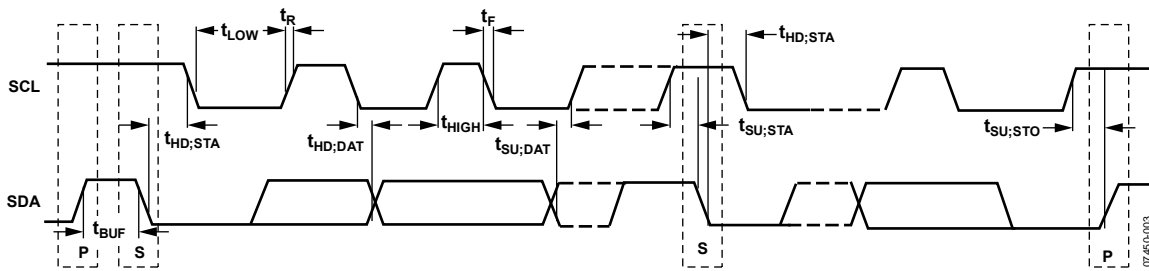 tLOW
tR
tF
tHD;STA
SCL
tHD;STA
tHD;DAT
tHIGH
tSU;DAT
tSU;STA
tSU;STO
SDA
tBUF
P
S
S
P
07450-003